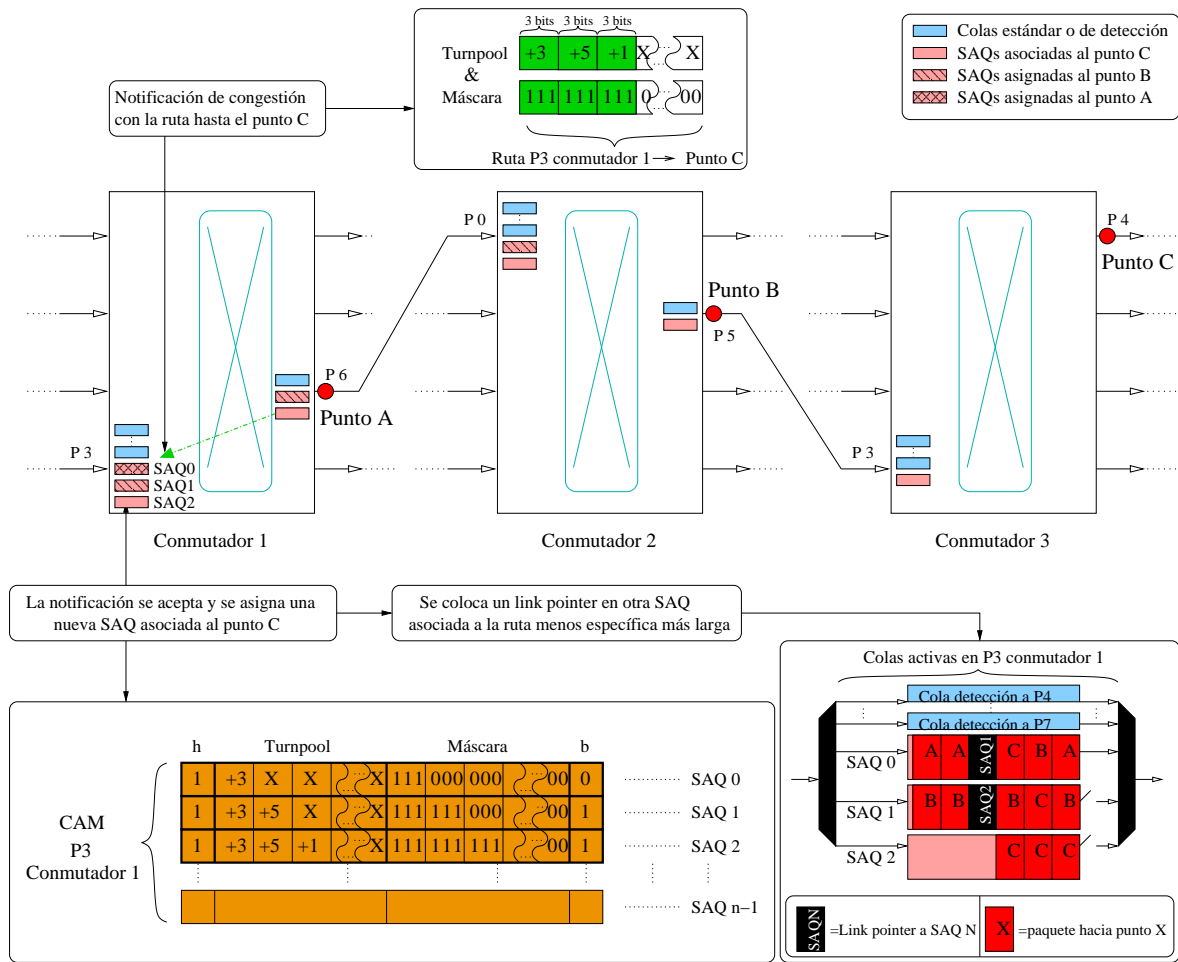 3 bits 3 bits 3 bits
Turnpool
&
Máscara
+3 +5 +1 X ... X
111 111 111 0 ... 00
Ruta P3 conmutador 1 → Punto C
Notificación de congestión
con la ruta hasta el punto C
Colas estándar o de detección
SAQs asociadas al punto C
SAQs asignadas al punto B
SAQs asignadas al punto A
P 0
P 4
Punto C
Punto B
P 5
P 6
Punto A
P 3
SAQ0
SAQ1
SAQ2
P 3
Conmutador 1
Conmutador 2
Conmutador 3
La notificación se acepta y se asigna una
nueva SAQ asociada al punto C
Se coloca un link pointer en otra SAQ
asociada a la ruta menos específica más larga
h Turnpool Máscara b
1 +3 X X ... X 111 000 000 ... 00 0 SAQ 0
1 +3 +5 X ... X 111 111 000 ... 00 1 SAQ 1
1 +3 +5 +1 ... X 111 111 111 ... 00 1 SAQ 2
SAQ n−1
CAM
P3
Conmutador 1
Colas activas en P3 conmutador 1
Cola detección a P4
Cola detección a P7
SAQ 0 A A SAQ1 C B A
SAQ 1 B B SAQ2 B C B
SAQ 2 C C C
SAQN =Link pointer a SAQ N
X =paquete hacia punto X